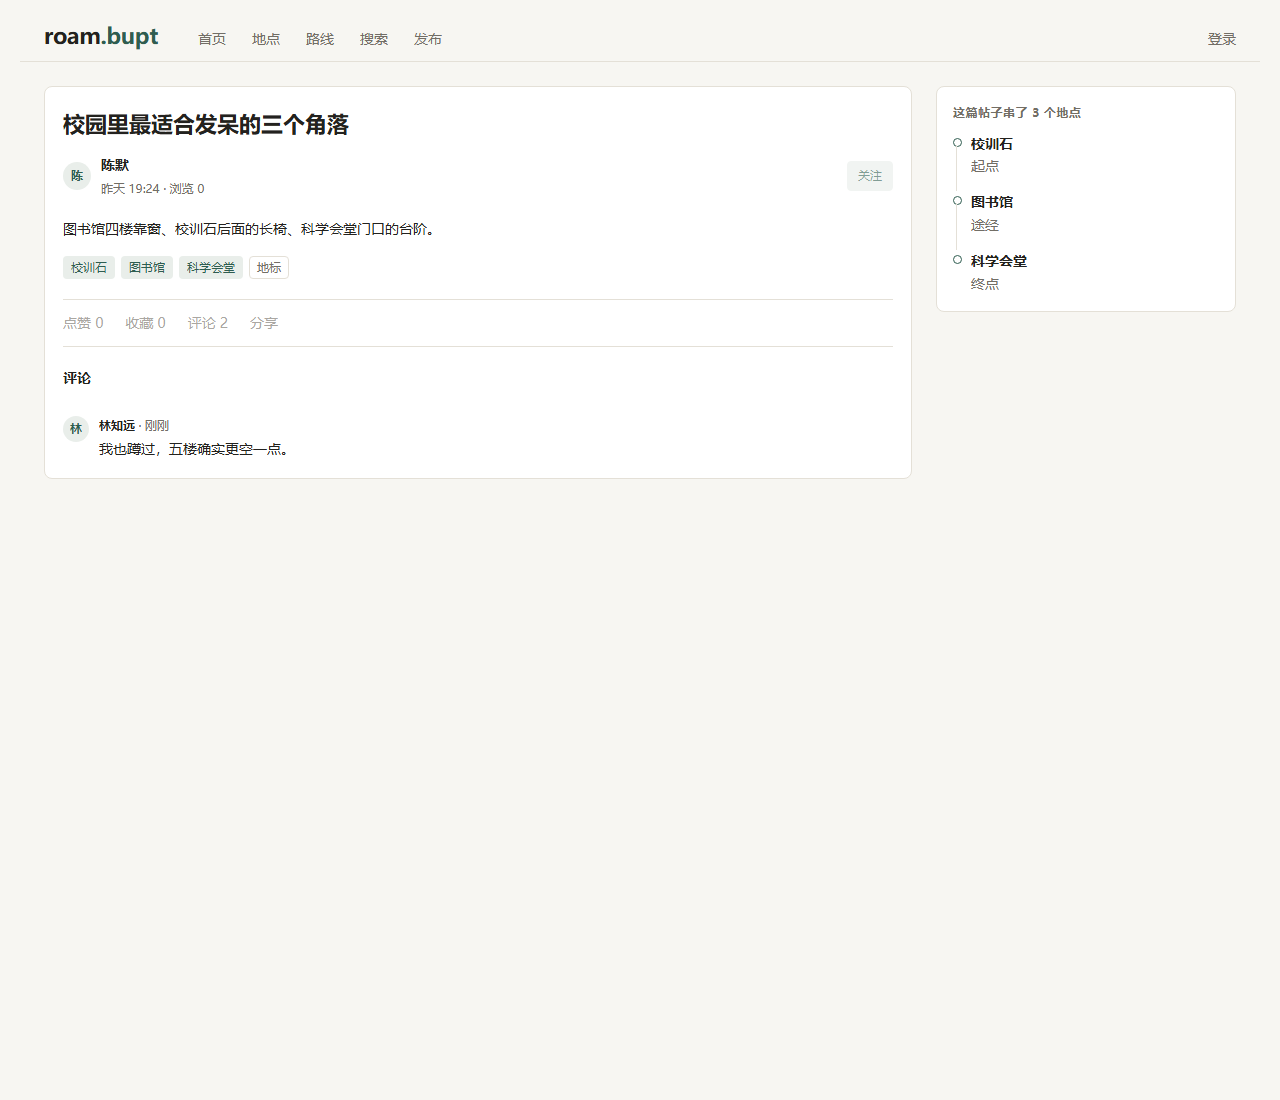 roam.bupt 首页 地点 路线 搜索 发布 登录
校园里最适合发呆的三个角落
陈
陈默
昨天 19:24 · 浏览 0
关注
图书馆四楼靠窗、校训石后面的长椅、科学会堂门口的台阶。
校训石 图书馆 科学会堂 地标
点赞 0 收藏 0 评论 2 分享
评论
林
林知远 · 刚刚
我也蹲过，五楼确实更空一点。
这篇帖子串了 3 个地点
校训石
起点
图书馆
途经
科学会堂
终点